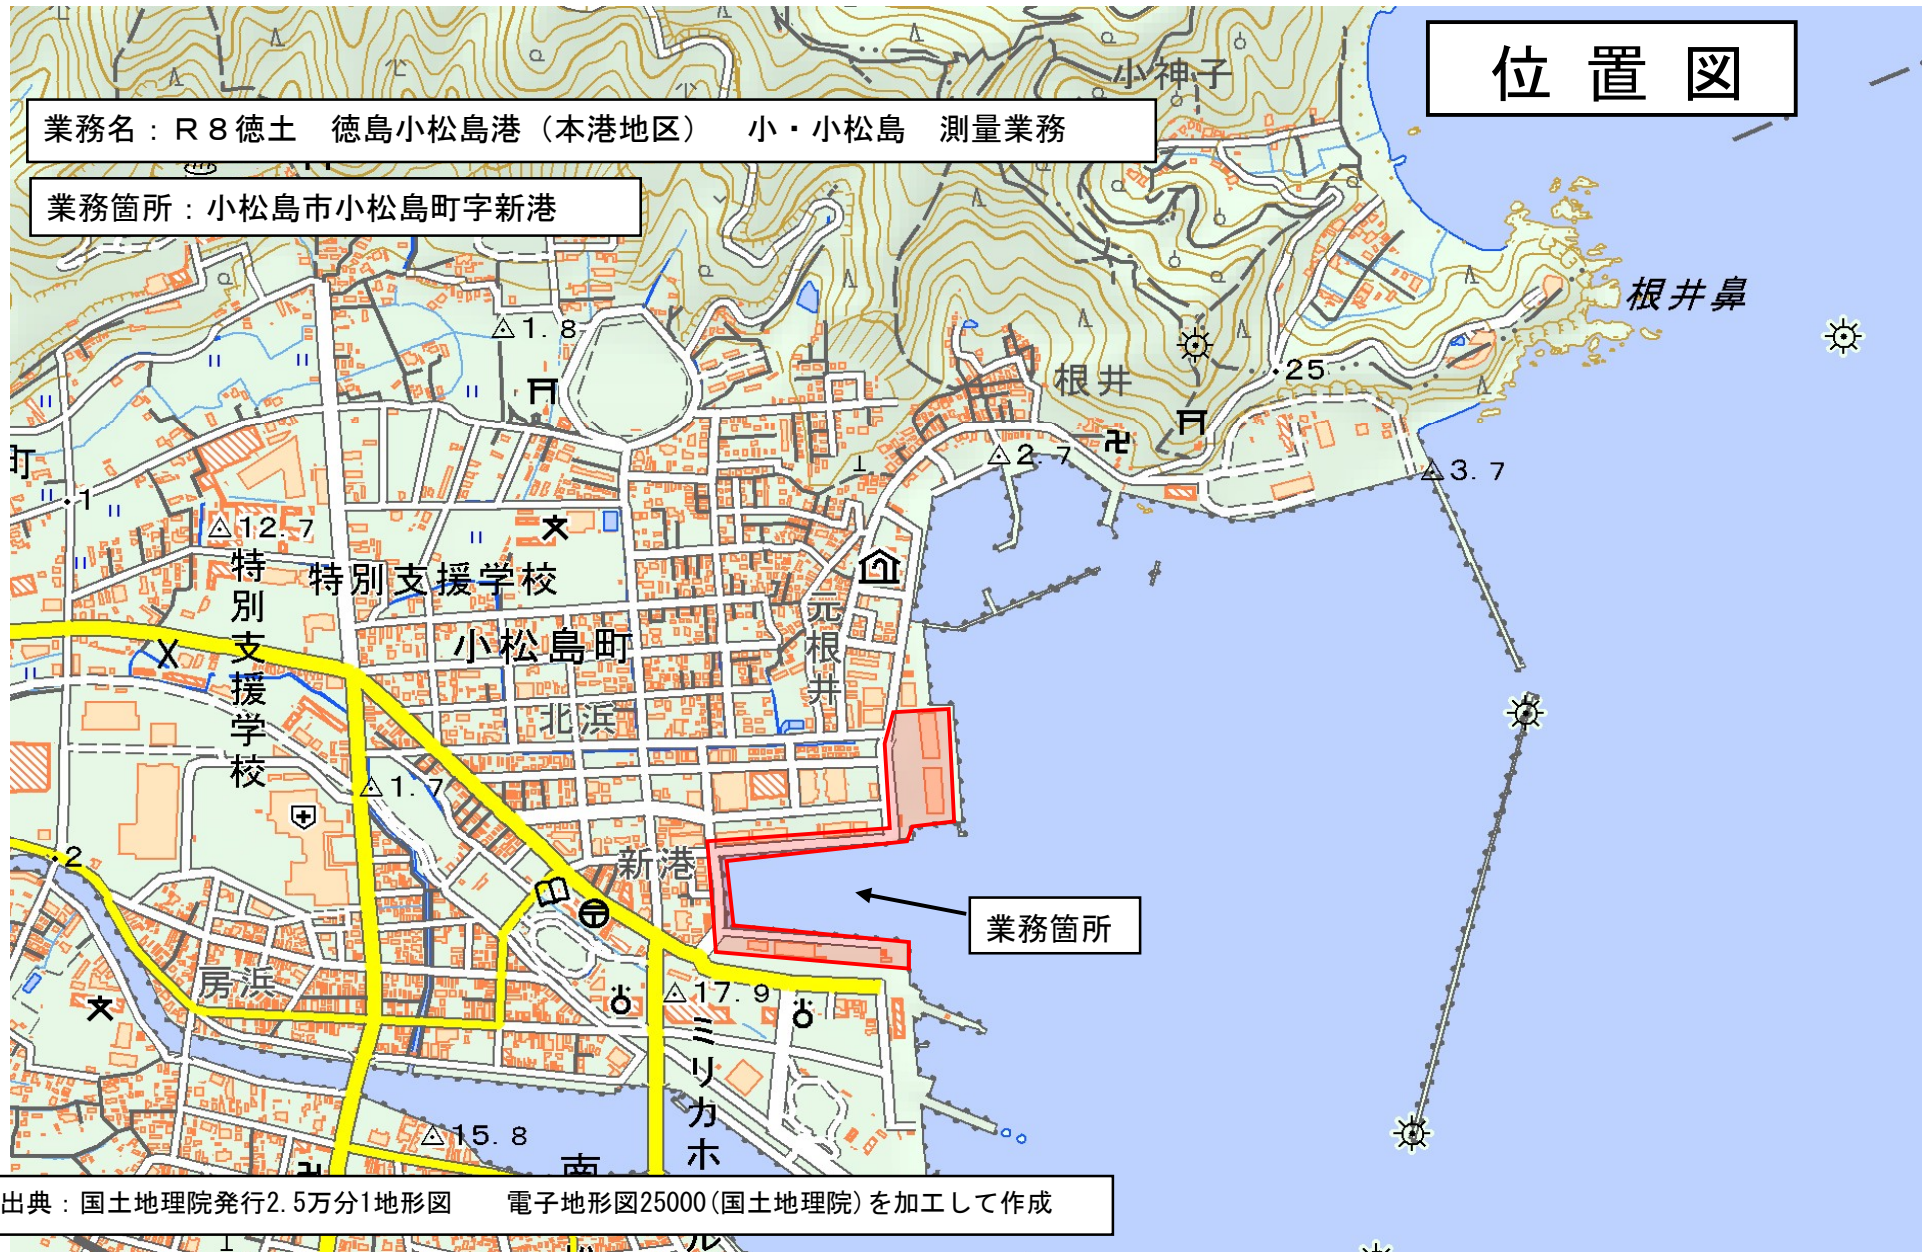 位置図
業務名：Ｒ８徳土　徳島小松島港（本港地区）　小・小松島　測量業務
業務箇所：小松島市小松島町字新港
小神子
根井鼻
1.8
25
根井
2.7
3.7
町
1
12.7
特別支援学校
特別支援学校
小松島町
元根井
北浜
1.7
2
新港
業務箇所
房浜
17.9
ミリカホール
15.8
南
出典：国土地理院発行2.5万分1地形図　　電子地形図25000(国土地理院)を加工して作成